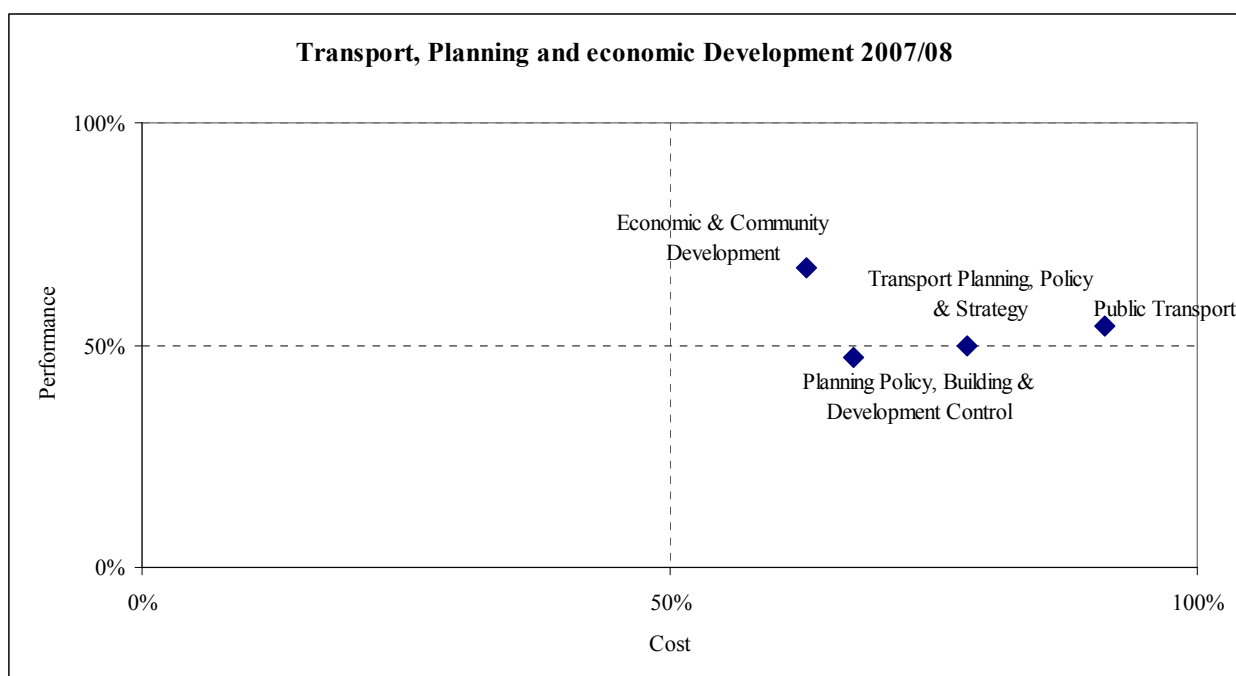 Transport, Planning and economic Development 2007/08
100%
Economic & Community
Development
Transport Planning, Policy
& Strategy
Public Transport
Performance
50%
Planning Policy, Building &
Development Control
0%
0%
50%
100%
Cost